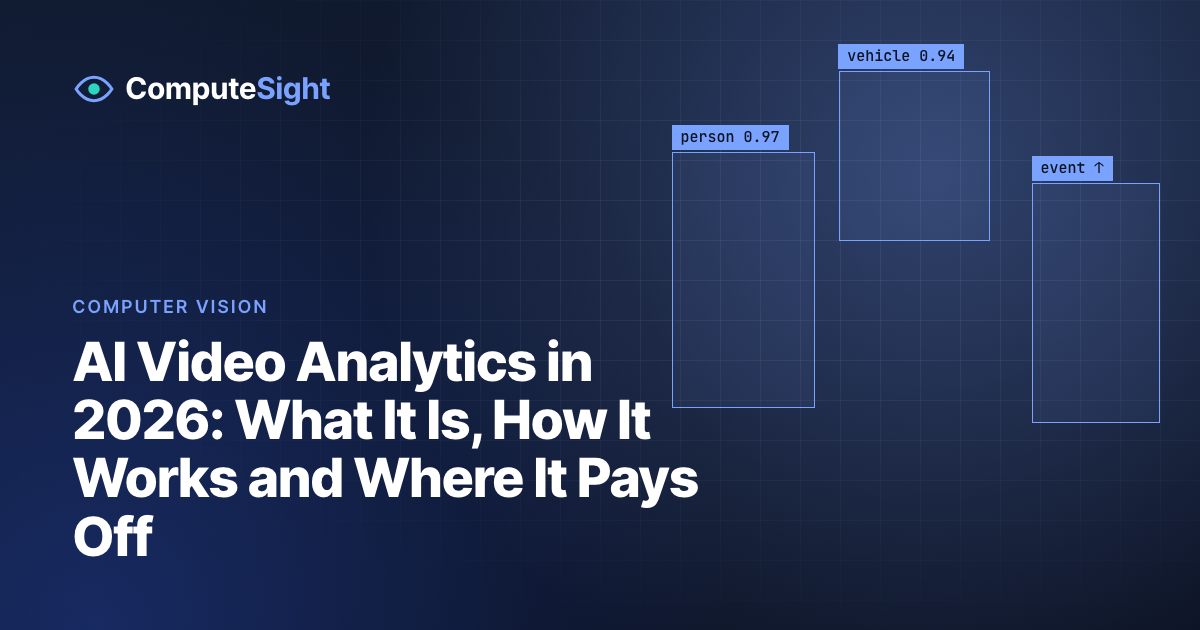 ComputeSight
vehicle 0.94
person 0.97
event ↑
COMPUTER VISION
AI Video Analytics in
2026: What It Is, How It
Works and Where It Pays
Off